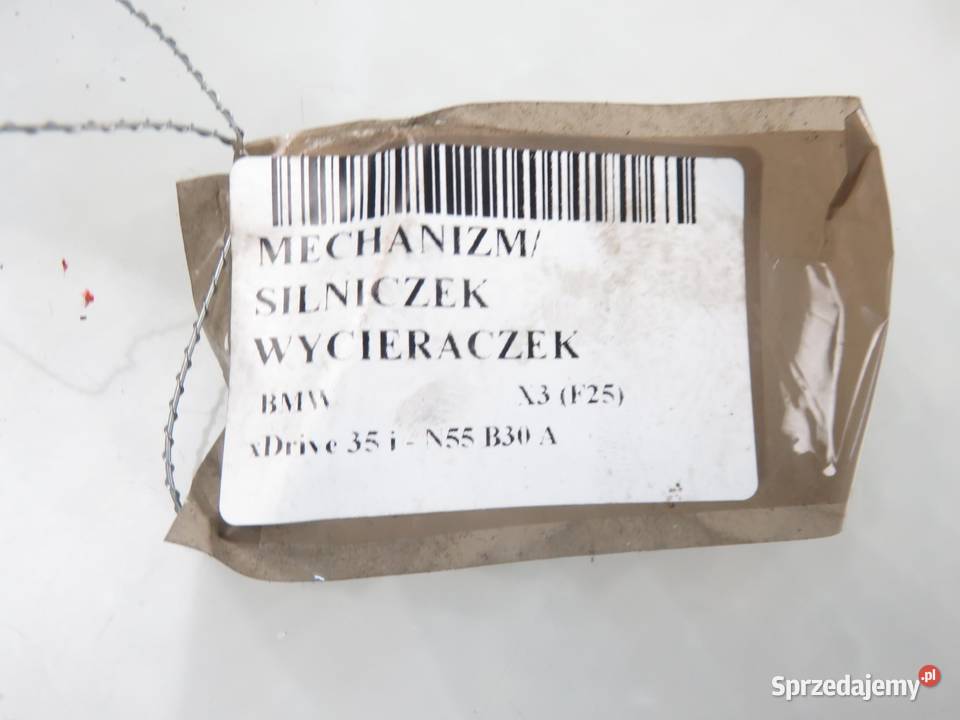 MECHANIZM/
SILNICZEK
WYCIERACZEK
BMW X3 (F25)
xDrive 35 i - N55 B30 A
Sprzedajemy.pl